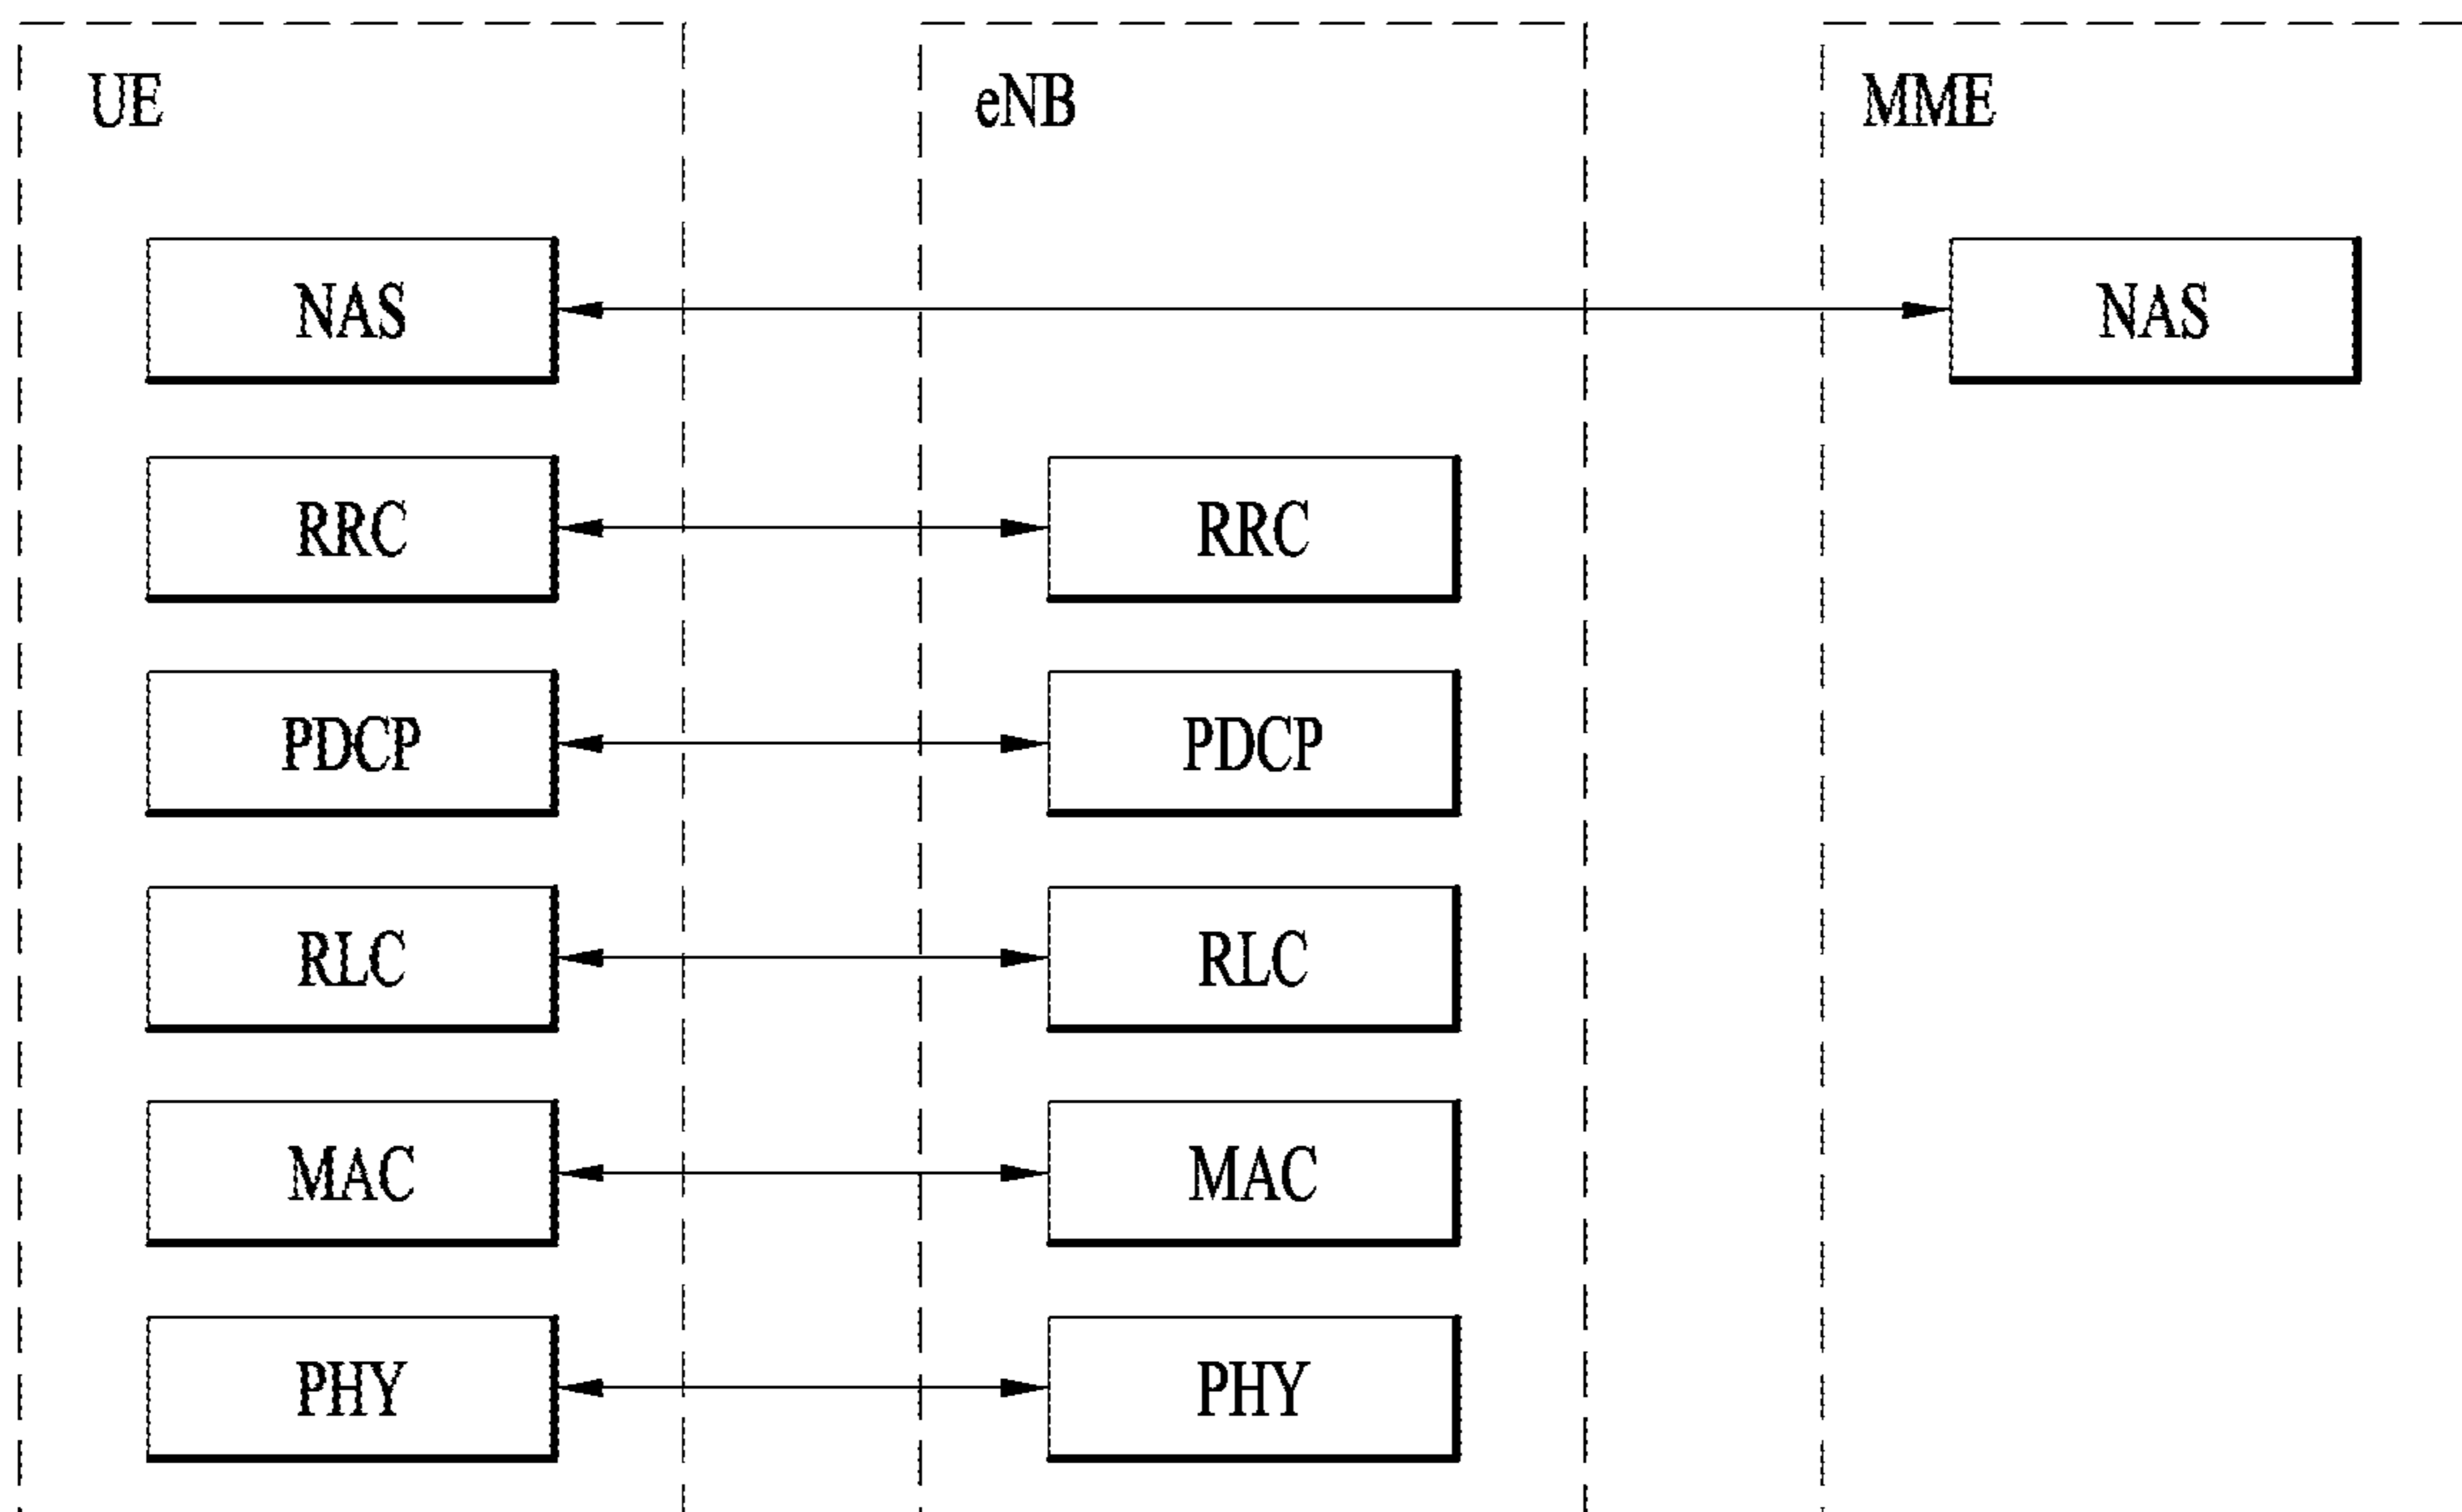 UE eNB MME
NAS NAS
RRC RRC
PDCP PDCP
RLC RLC
MAC MAC
PHY PHY